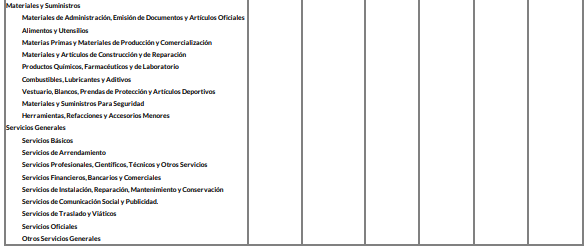 Materiales y Suministros
Materiales de Administración, Emisión de Documentos y Artículos Oficiales
Alimentos y Utensilios
Materias Primas y Materiales de Producción y Comercialización
Materiales y Artículos de Construcción y de Reparación
Productos Químicos, Farmacéuticos y de Laboratorio
Combustibles, Lubricantes y Aditivos
Vestuario, Blancos, Prendas de Protección y Artículos Deportivos
Materiales y Suministros Para Seguridad
Herramientas, Refacciones y Accesorios Menores
Servicios Generales
Servicios Básicos
Servicios de Arrendamiento
Servicios Profesionales, Científicos, Técnicos y Otros Servicios
Servicios Financieros, Bancarios y Comerciales
Servicios de Instalación, Reparación, Mantenimiento y Conservación
Servicios de Comunicación Social y Publicidad.
Servicios de Traslado y Viáticos
Servicios Oficiales
Otros Servicios Generales